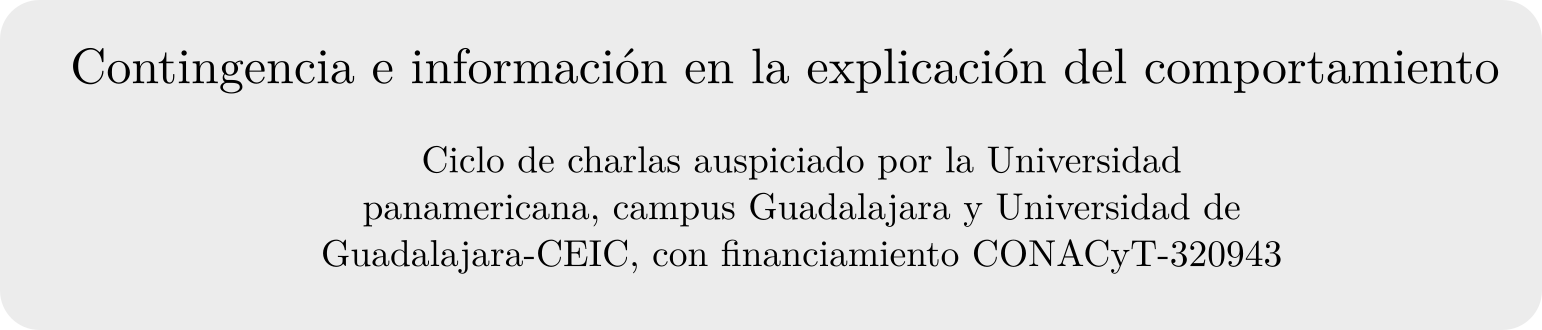 Contingencia e información en la explicación del comportamiento
Ciclo de charlas auspiciado por la Universidad
panamericana, campus Guadalajara y Universidad de
Guadalajara-CEIC, con financiamiento CONACyT-320943